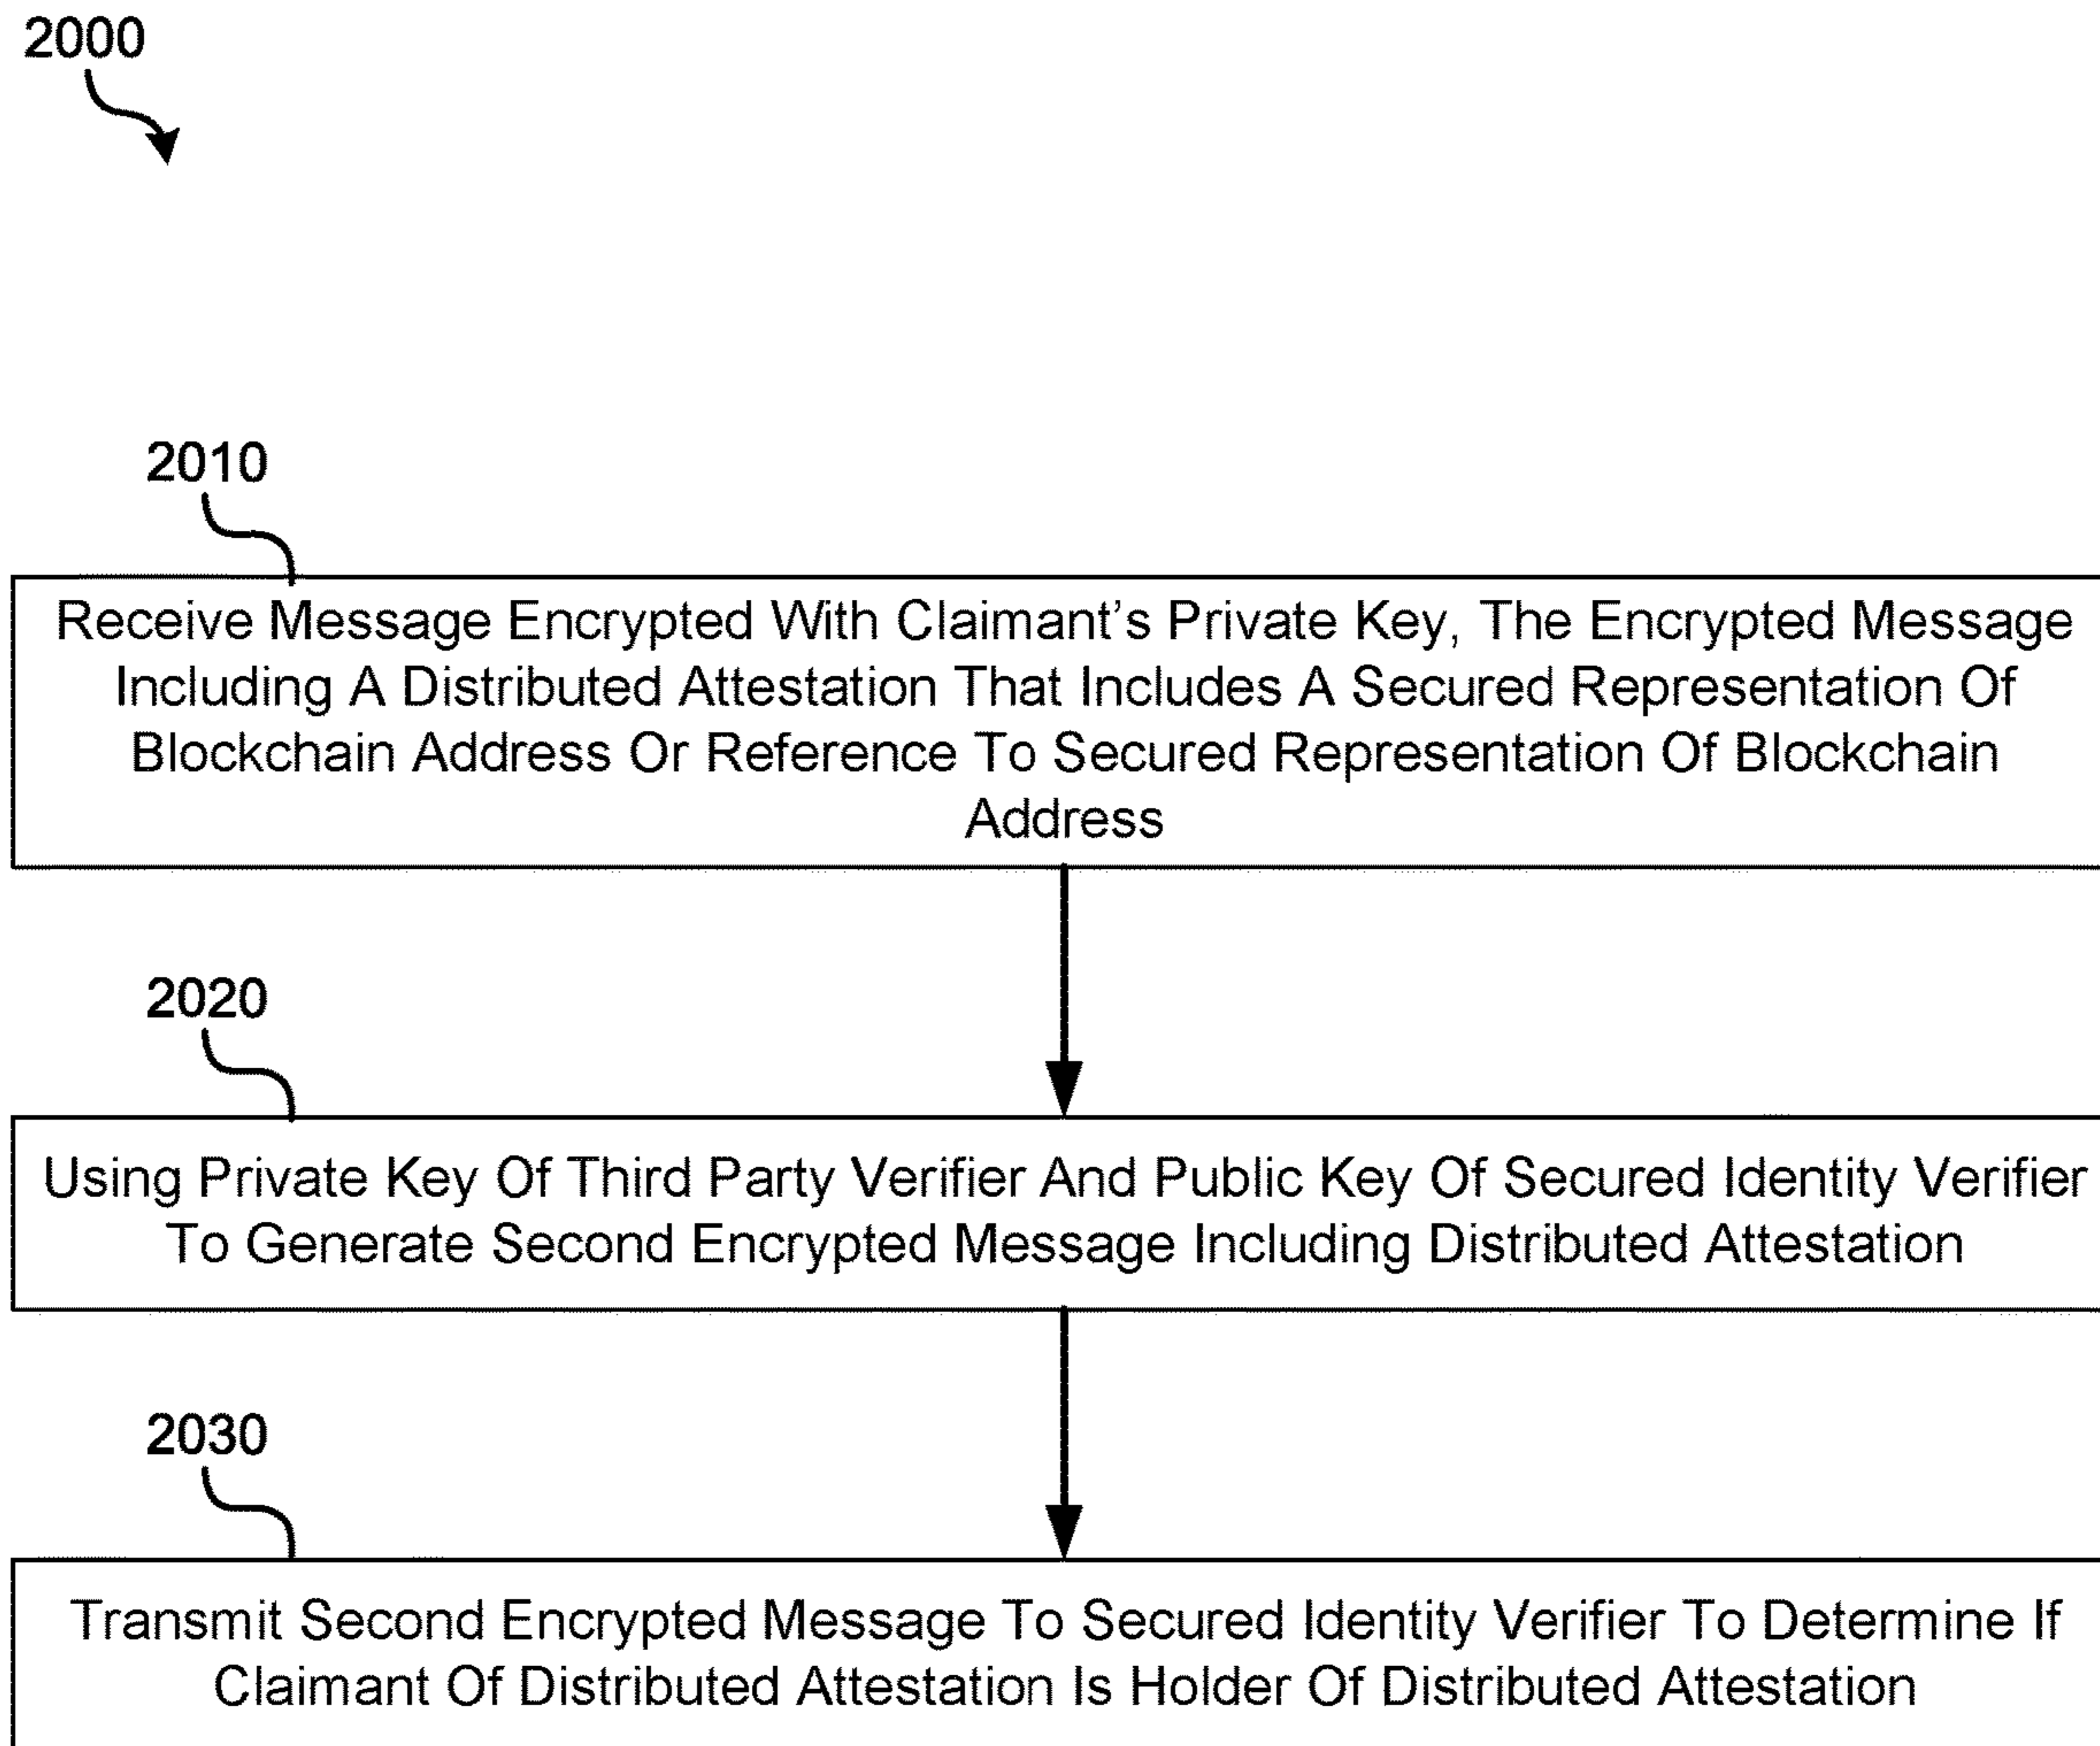 2000
2010
Receive Message Encrypted With Claimant's Private Key, The Encrypted Message
Including A Distributed Attestation That Includes A Secured Representation Of
Blockchain Address Or Reference To Secured Representation Of Blockchain
Address
2020
Using Private Key Of Third Party Verifier And Public Key Of Secured Identity Verifier
To Generate Second Encrypted Message Including Distributed Attestation
2030
Transmit Second Encrypted Message To Secured Identity Verifier To Determine If
Claimant Of Distributed Attestation Is Holder Of Distributed Attestation